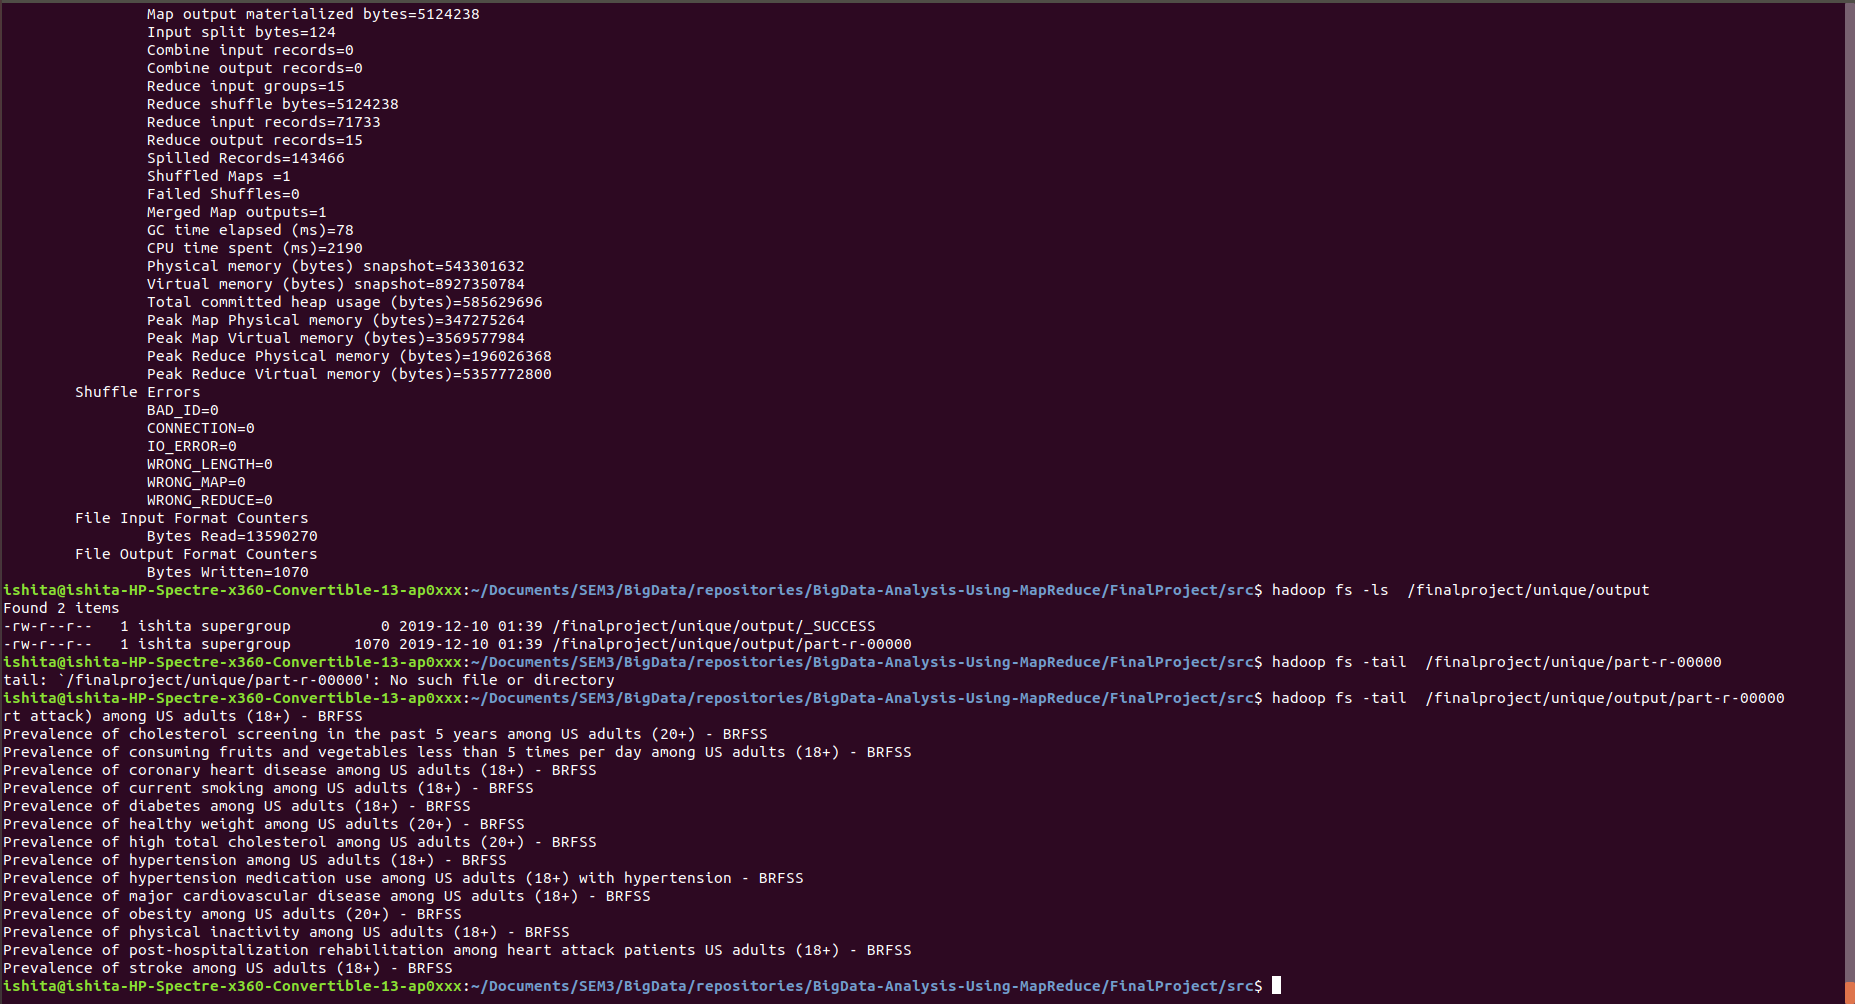 Map output materialized bytes=5124238
Input split bytes=124
Combine input records=0
Combine output records=0
Reduce input groups=15
Reduce shuffle bytes=5124238
Reduce input records=71733
Reduce output records=15
Spilled Records=143466
Shuffled Maps =1
Failed Shuffles=0
Merged Map outputs=1
GC time elapsed (ms)=78
CPU time spent (ms)=2190
Physical memory (bytes) snapshot=543301632
Virtual memory (bytes) snapshot=8927350784
Total committed heap usage (bytes)=585629696
Peak Map Physical memory (bytes)=347275264
Peak Map Virtual memory (bytes)=3569577984
Peak Reduce Physical memory (bytes)=196026368
Peak Reduce Virtual memory (bytes)=5357772800
Shuffle Errors
BAD_ID=0
CONNECTION=0
IO_ERROR=0
WRONG_LENGTH=0
WRONG_MAP=0
WRONG_REDUCE=0
File Input Format Counters
Bytes Read=13590270
File Output Format Counters
Bytes Written=1070
ishita@ishita-HP-Spectre-x360-Convertible-13-ap0xxx:~/Documents/SEM3/BigData/repositories/BigData-Analysis-Using-MapReduce/FinalProject/src$ hadoop fs -ls  /finalproject/unique/output
Found 2 items
-rw-r--r--   1 ishita supergroup          0 2019-12-10 01:39 /finalproject/unique/output/_SUCCESS
-rw-r--r--   1 ishita supergroup       1070 2019-12-10 01:39 /finalproject/unique/output/part-r-00000
ishita@ishita-HP-Spectre-x360-Convertible-13-ap0xxx:~/Documents/SEM3/BigData/repositories/BigData-Analysis-Using-MapReduce/FinalProject/src$ hadoop fs -tail  /finalproject/unique/part-r-00000
tail: `/finalproject/unique/part-r-00000': No such file or directory
ishita@ishita-HP-Spectre-x360-Convertible-13-ap0xxx:~/Documents/SEM3/BigData/repositories/BigData-Analysis-Using-MapReduce/FinalProject/src$ hadoop fs -tail  /finalproject/unique/output/part-r-00000
rt attack) among US adults (18+) - BRFSS
Prevalence of cholesterol screening in the past 5 years among US adults (20+) - BRFSS
Prevalence of consuming fruits and vegetables less than 5 times per day among US adults (18+) - BRFSS
Prevalence of coronary heart disease among US adults (18+) - BRFSS
Prevalence of current smoking among US adults (18+) - BRFSS
Prevalence of diabetes among US adults (18+) - BRFSS
Prevalence of healthy weight among US adults (20+) - BRFSS
Prevalence of high total cholesterol among US adults (20+) - BRFSS
Prevalence of hypertension among US adults (18+) - BRFSS
Prevalence of hypertension medication use among US adults (18+) with hypertension - BRFSS
Prevalence of major cardiovascular disease among US adults (18+) - BRFSS
Prevalence of obesity among US adults (20+) - BRFSS
Prevalence of physical inactivity among US adults (18+) - BRFSS
Prevalence of post-hospitalization rehabilitation among heart attack patients US adults (18+) - BRFSS
Prevalence of stroke among US adults (18+) - BRFSS
ishita@ishita-HP-Spectre-x360-Convertible-13-ap0xxx:~/Documents/SEM3/BigData/repositories/BigData-Analysis-Using-MapReduce/FinalProject/src$